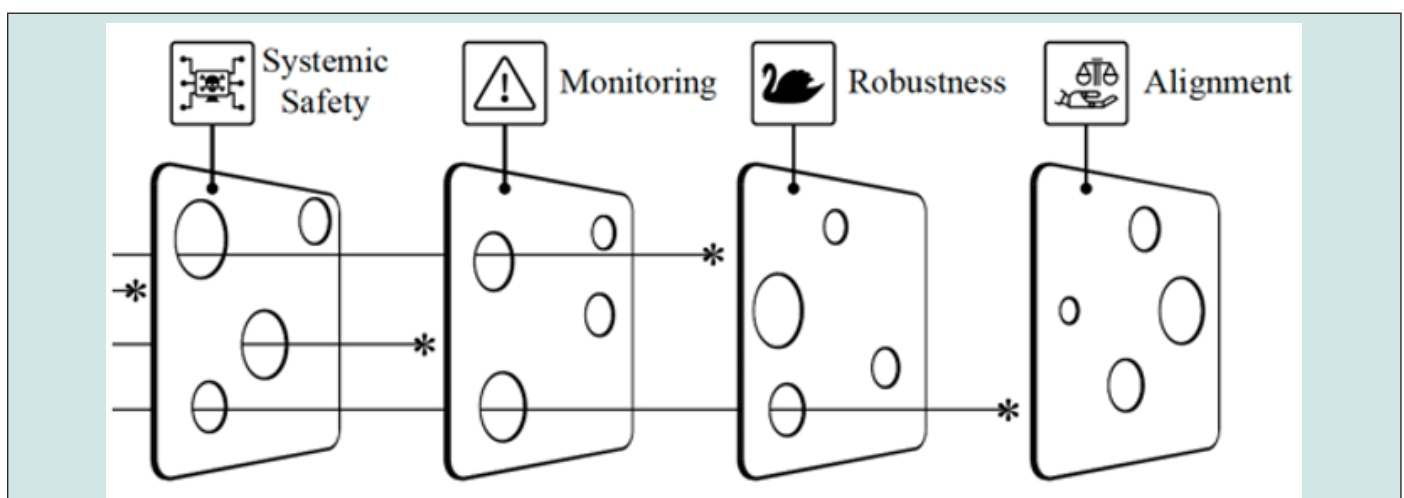 Systemic
Safety
Monitoring
Robustness
Alignment